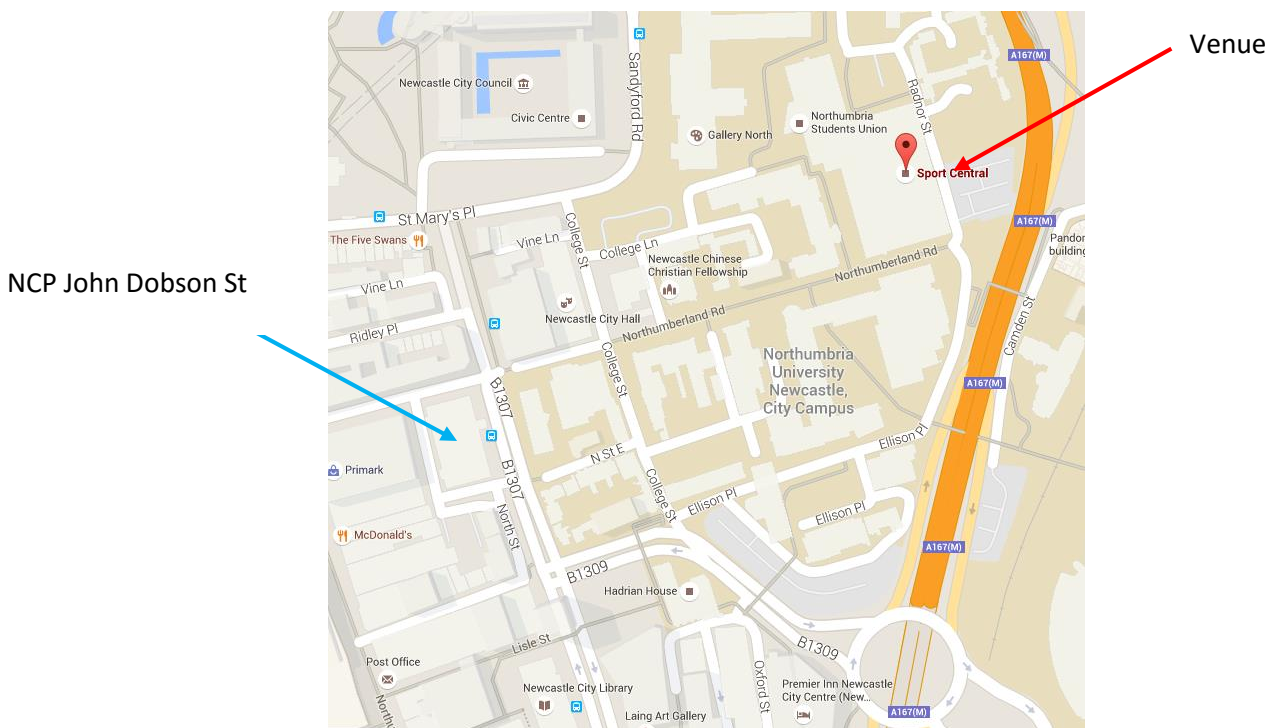 Venue
NCP John Dobson St
A167(M)
Newcastle City Council
Sandyford Rd
Radnor St
Civic Centre
Northumbria
Students Union
Gallery North
Sport Central
St Mary's Pl
College St
A167(M)
The Five Swans
Vine Ln
College Ln
Pandon
building
Newcastle Chinese
Christian Fellowship
Northumberland Rd
Vine Ln
Newcastle City Hall
Northumberland Rd
Camden St
Ridley Pl
College St
Northumbria
University
Newcastle,
City Campus
B1307
A167(M)
Ellison Pl
N St E
Primark
B1307
College St
Ellison Pl
Ellison Pl
North St
McDonald's
A167(M)
B1309
Hadrian House
Lisle St
B1309
Post Office
Oxford St
Newcastle City Library
Premier Inn Newcastle
City Centre (New...
Laing Art Gallery
A167(M)